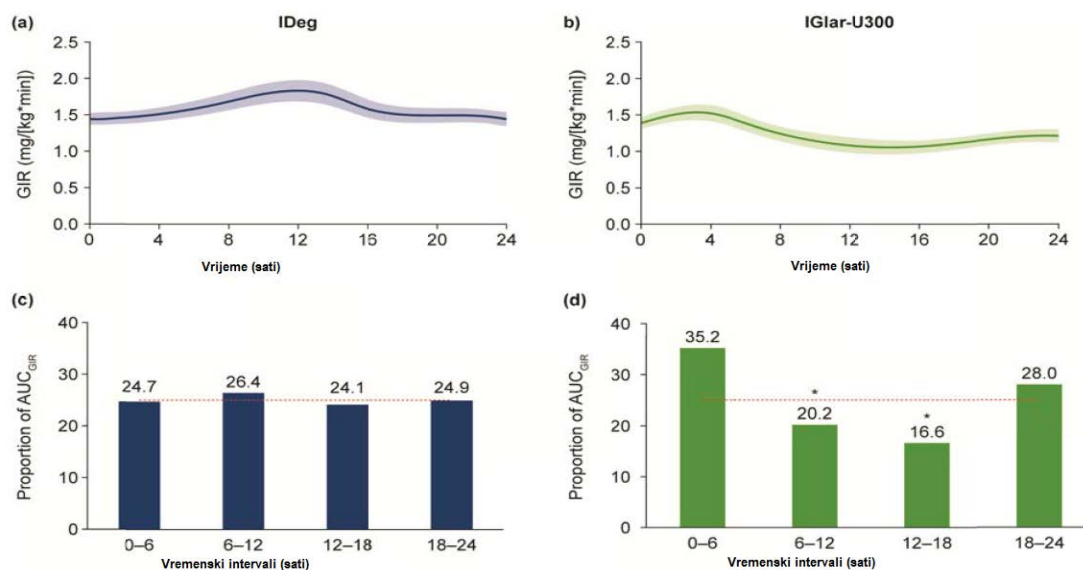 (a) IDeg
GIR (mg/[kg*min])
2.5
2.0
1.5
1.0
0.5
0.0
0 4 8 12 16 20 24
Vrijeme (sati)
b) IGlar-U300
GIR (mg/[kg*min])
2.5
2.0
1.5
1.0
0.5
0.0
0 4 8 12 16 20 24
Vrijeme (sati)
(c)
Proportion of AUCGIR
40
30
20
10
0
24.7 26.4 24.1 24.9
0–6 6–12 12–18 18–24
Vremenski intervali (sati)
(d)
Proportion of AUCGIR
40
30
20
10
0
35.2 * 20.2 * 16.6 28.0
0–6 6–12 12–18 18–24
Vremenski intervali (sati)